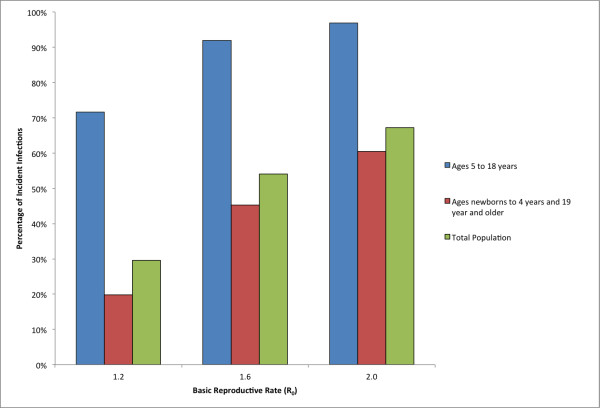 100%
90%
80%
70%
60%
50%
40%
30%
20%
10%
0%
Percentage of Incident Infections
1.2
1.6
2.0
Basic Reproductive Rate (R0)
Ages 5 to 18 years
Ages newborns to 4 years and 19
year and older
Total Population